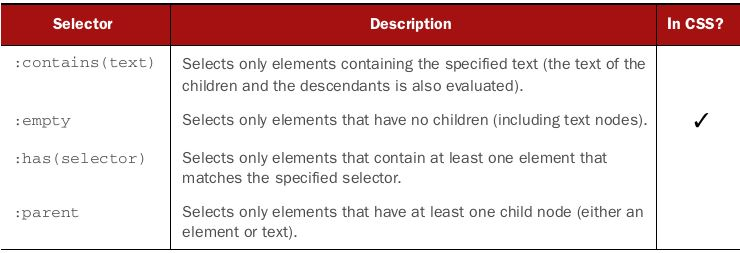 Selector Description In CSS?
:contains(text) Selects only elements containing the specified text (the text of the
children and the descendants is also evaluated).
:empty Selects only elements that have no children (including text nodes). ✓
:has(selector) Selects only elements that contain at least one element that
matches the specified selector.
:parent Selects only elements that have at least one child node (either an
element or text).